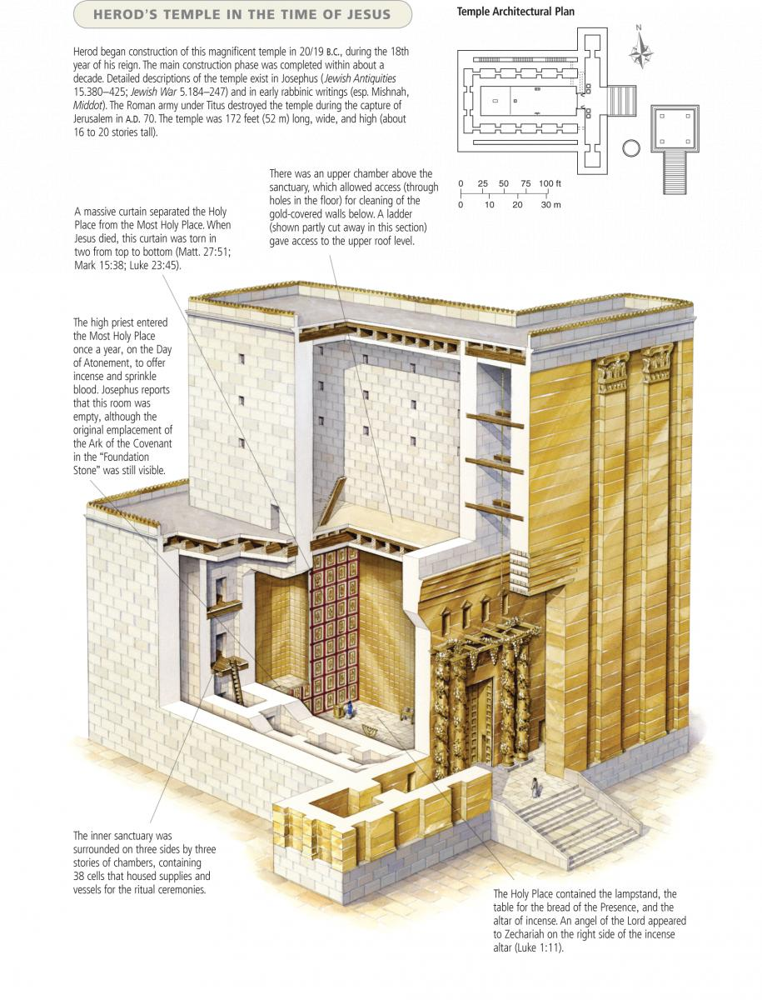 HEROD'S TEMPLE IN THE TIME OF JESUS
Herod began construction of this magnificent temple in 20/19 B.C., during the 18th
year of his reign. The main construction phase was completed within about a
decade. Detailed descriptions of the temple exist in Josephus (Jewish Antiquities
15.380–425; Jewish War 5.184–247) and in early rabbinic writings (esp. Mishnah,
Middot). The Roman army under Titus destroyed the temple during the capture of
Jerusalem in A.D. 70. The temple was 172 feet (52 m) long, wide, and high (about
16 to 20 stories tall).
Temple Architectural Plan
N
0 25 50 75 100 ft
0 10 20 30 m
There was an upper chamber above the
sanctuary, which allowed access (through
holes in the floor) for cleaning of the
gold-covered walls below. A ladder
(shown partly cut away in this section)
gave access to the upper roof level.
A massive curtain separated the Holy
Place from the Most Holy Place. When
Jesus died, this curtain was torn in
two from top to bottom (Matt. 27:51;
Mark 15:38; Luke 23:45).
The high priest entered
the Most Holy Place
once a year, on the Day
of Atonement, to offer
incense and sprinkle
blood. Josephus reports
that this room was
empty, although the
original emplacement of
the Ark of the Covenant
in the “Foundation
Stone” was still visible.
The inner sanctuary was
surrounded on three sides by three
stories of chambers, containing
38 cells that housed supplies and
vessels for the ritual ceremonies.
The Holy Place contained the lampstand, the
table for the bread of the Presence, and the
altar of incense. An angel of the Lord appeared
to Zechariah on the right side of the incense
altar (Luke 1:11).